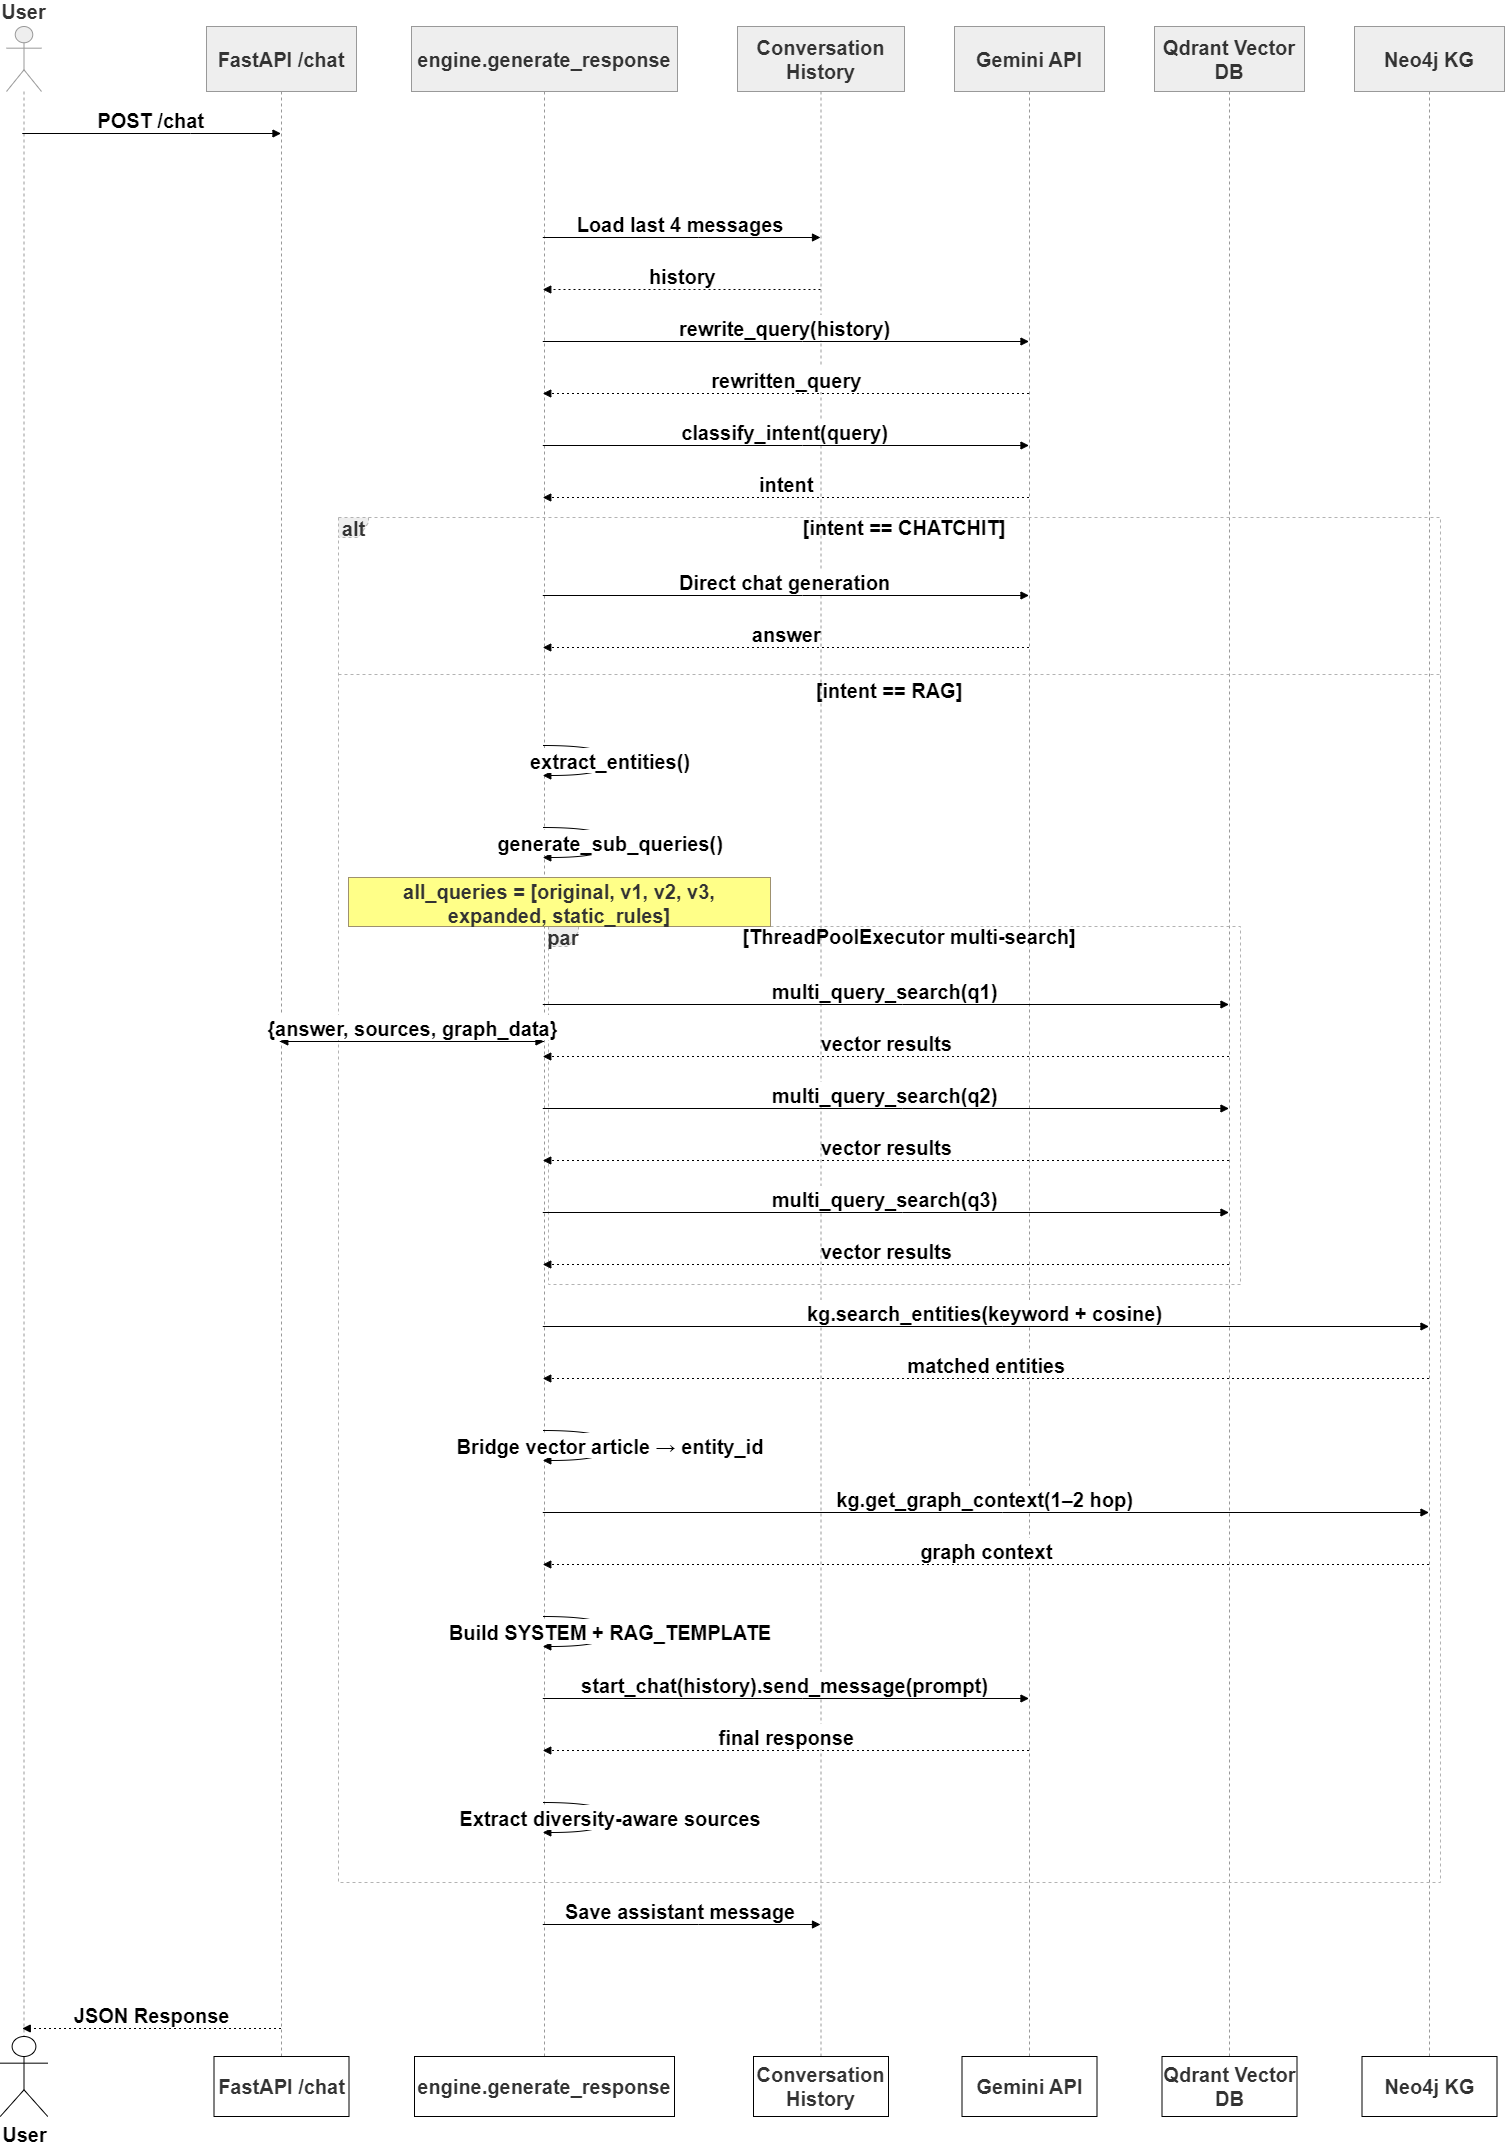 User
FastAPI /chat
engine.generate_response
Conversation
History
Gemini API
Qdrant Vector
DB
Neo4j KG
POST /chat
Load last 4 messages
history
rewrite_query(history)
rewritten_query
classify_intent(query)
intent
alt
[intent == CHATCHIT]
Direct chat generation
answer
[intent == RAG]
extract_entities()
generate_sub_queries()
all_queries = [original, v1, v2, v3,
expanded, static_rules]
par
[ThreadPoolExecutor multi-search]
multi_query_search(q1)
{answer, sources, graph_data}
vector results
multi_query_search(q2)
vector results
multi_query_search(q3)
vector results
kg.search_entities(keyword + cosine)
matched entities
Bridge vector article → entity_id
kg.get_graph_context(1–2 hop)
graph context
Build SYSTEM + RAG_TEMPLATE
start_chat(history).send_message(prompt)
final response
Extract diversity-aware sources
Save assistant message
JSON Response
FastAPI /chat
engine.generate_response
Conversation
History
Gemini API
Qdrant Vector
DB
Neo4j KG
User